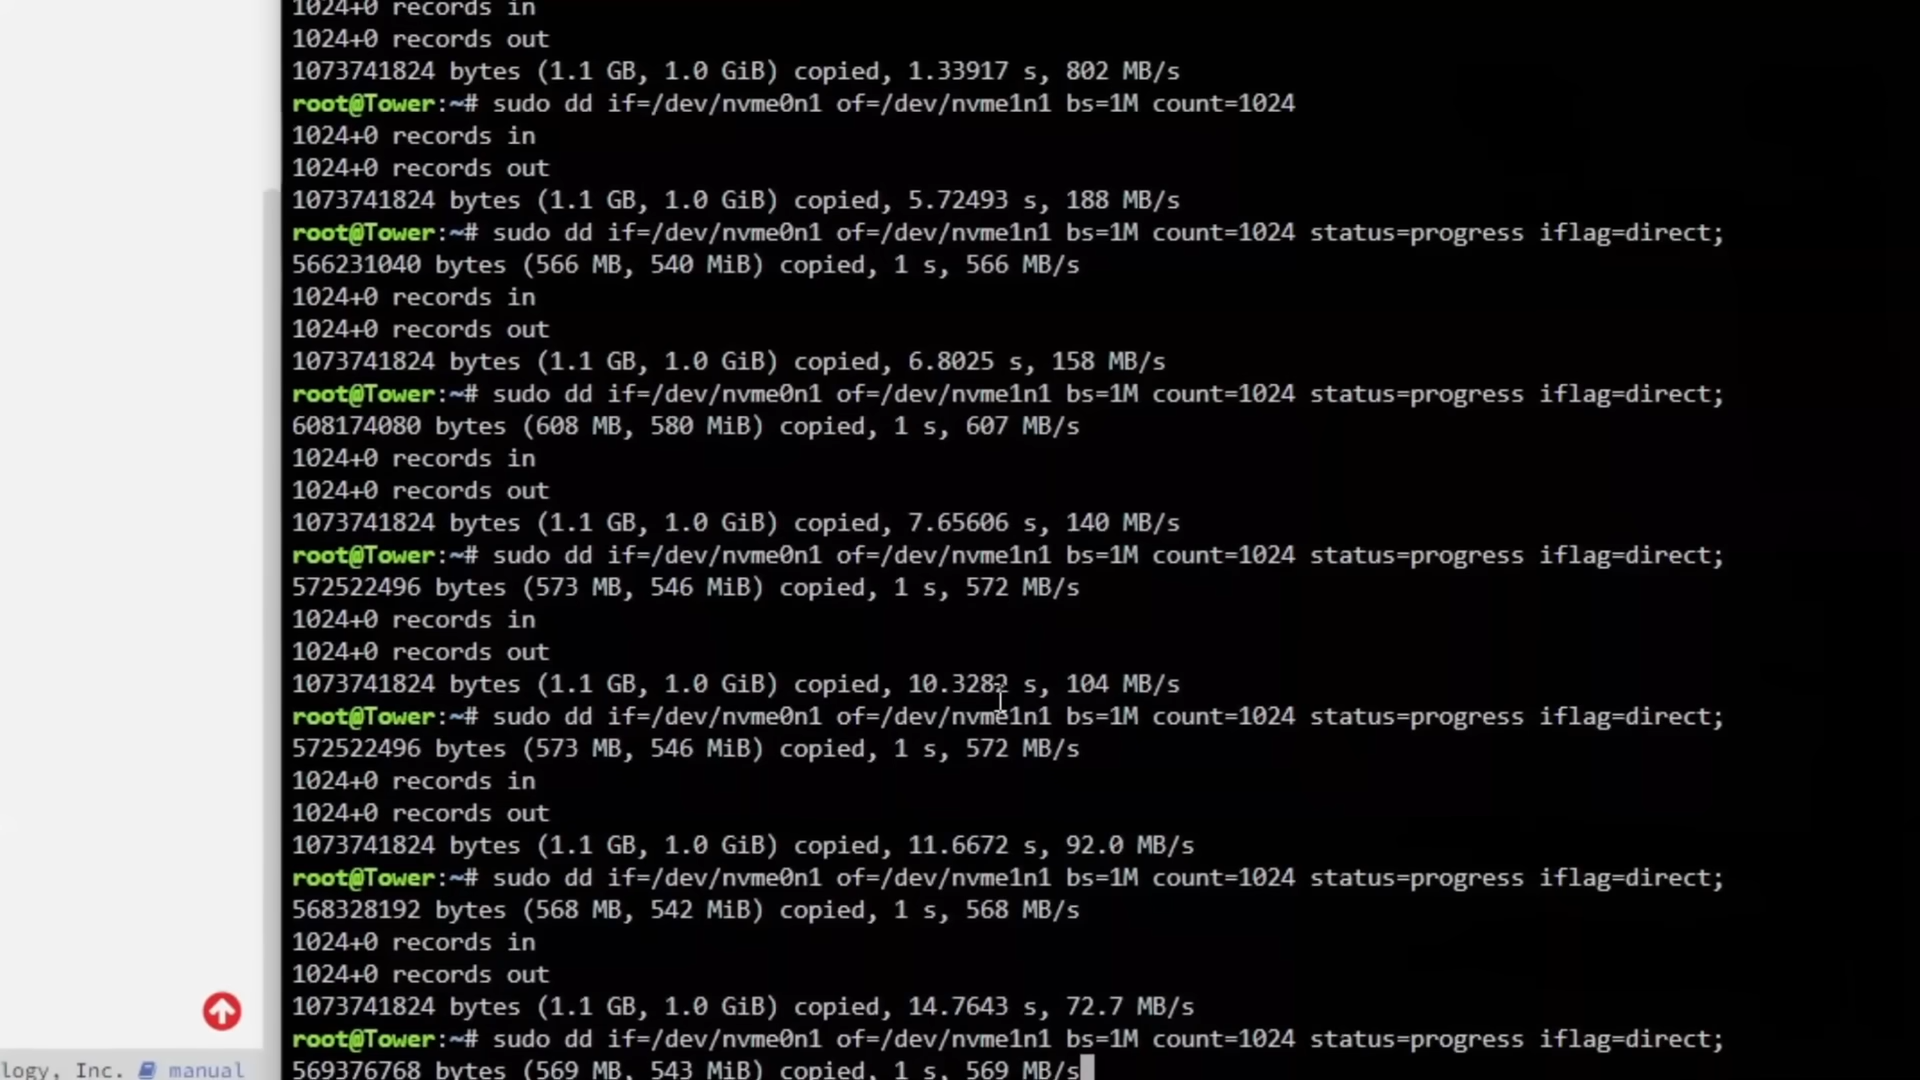 1024+0 records in
1024+0 records out
1073741824 bytes (1.1 GB, 1.0 GiB) copied, 1.33917 s, 802 MB/s
root@Tower:~# sudo dd if=/dev/nvme0n1 of=/dev/nvme1n1 bs=1M count=1024
1024+0 records in
1024+0 records out
1073741824 bytes (1.1 GB, 1.0 GiB) copied, 5.72493 s, 188 MB/s
root@Tower:~# sudo dd if=/dev/nvme0n1 of=/dev/nvme1n1 bs=1M count=1024 status=progress iflag=direct;
566231040 bytes (566 MB, 540 MiB) copied, 1 s, 566 MB/s
1024+0 records in
1024+0 records out
1073741824 bytes (1.1 GB, 1.0 GiB) copied, 6.8025 s, 158 MB/s
root@Tower:~# sudo dd if=/dev/nvme0n1 of=/dev/nvme1n1 bs=1M count=1024 status=progress iflag=direct;
608174080 bytes (608 MB, 580 MiB) copied, 1 s, 607 MB/s
1024+0 records in
1024+0 records out
1073741824 bytes (1.1 GB, 1.0 GiB) copied, 7.65606 s, 140 MB/s
root@Tower:~# sudo dd if=/dev/nvme0n1 of=/dev/nvme1n1 bs=1M count=1024 status=progress iflag=direct;
572522496 bytes (573 MB, 546 MiB) copied, 1 s, 572 MB/s
1024+0 records in
1024+0 records out
1073741824 bytes (1.1 GB, 1.0 GiB) copied, 10.3282 s, 104 MB/s
root@Tower:~# sudo dd if=/dev/nvme0n1 of=/dev/nvme1n1 bs=1M count=1024 status=progress iflag=direct;
572522496 bytes (573 MB, 546 MiB) copied, 1 s, 572 MB/s
1024+0 records in
1024+0 records out
1073741824 bytes (1.1 GB, 1.0 GiB) copied, 11.6672 s, 92.0 MB/s
root@Tower:~# sudo dd if=/dev/nvme0n1 of=/dev/nvme1n1 bs=1M count=1024 status=progress iflag=direct;
568328192 bytes (568 MB, 542 MiB) copied, 1 s, 568 MB/s
1024+0 records in
1024+0 records out
1073741824 bytes (1.1 GB, 1.0 GiB) copied, 14.7643 s, 72.7 MB/s
root@Tower:~# sudo dd if=/dev/nvme0n1 of=/dev/nvme1n1 bs=1M count=1024 status=progress iflag=direct;
569376768 bytes (569 MB, 543 MiB) copied, 1 s, 569 MB/s
logy, Inc. manual